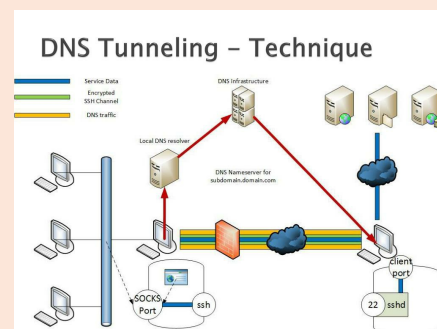 DNS Tunneling – Technique
Service Data
Encrypted
SSH Channel
DNS traffic
DNS Infrastructure
Local DNS resolver
DNS Nameserver for
subdomain.domain.com
SOCKS
Port
ssh
client
port
22
sshd